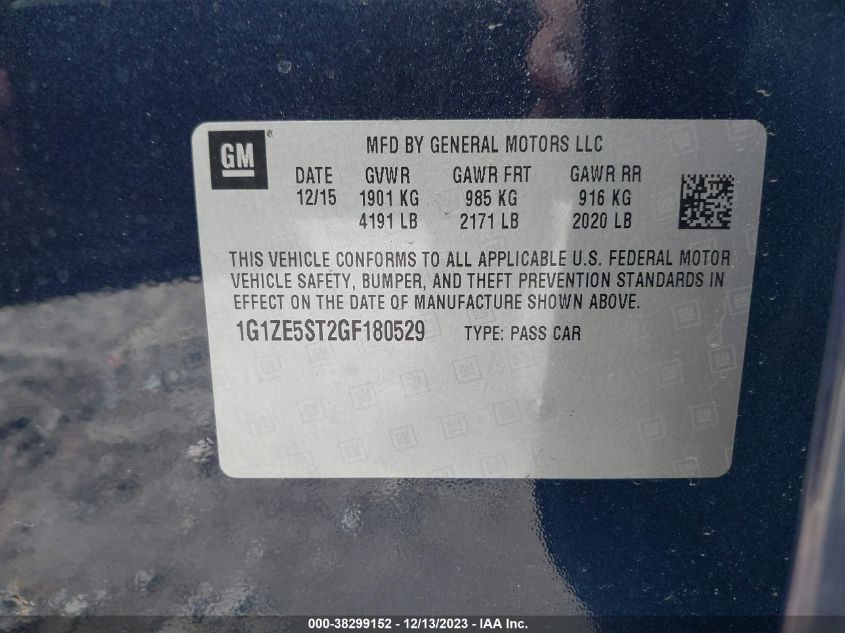 GM ®
MFD BY GENERAL MOTORS LLC
DATE GVWR GAWR FRT GAWR RR
12/15 1901 KG 985 KG 916 KG
4191 LB 2171 LB 2020 LB
THIS VEHICLE CONFORMS TO ALL APPLICABLE U.S. FEDERAL MOTOR
VEHICLE SAFETY, BUMPER, AND THEFT PREVENTION STANDARDS IN
EFFECT ON THE DATE OF MANUFACTURE SHOWN ABOVE.
1G1ZE5ST2GF180529 TYPE: PASS CAR
000-38299152 - 12/13/2023 - IAA Inc.